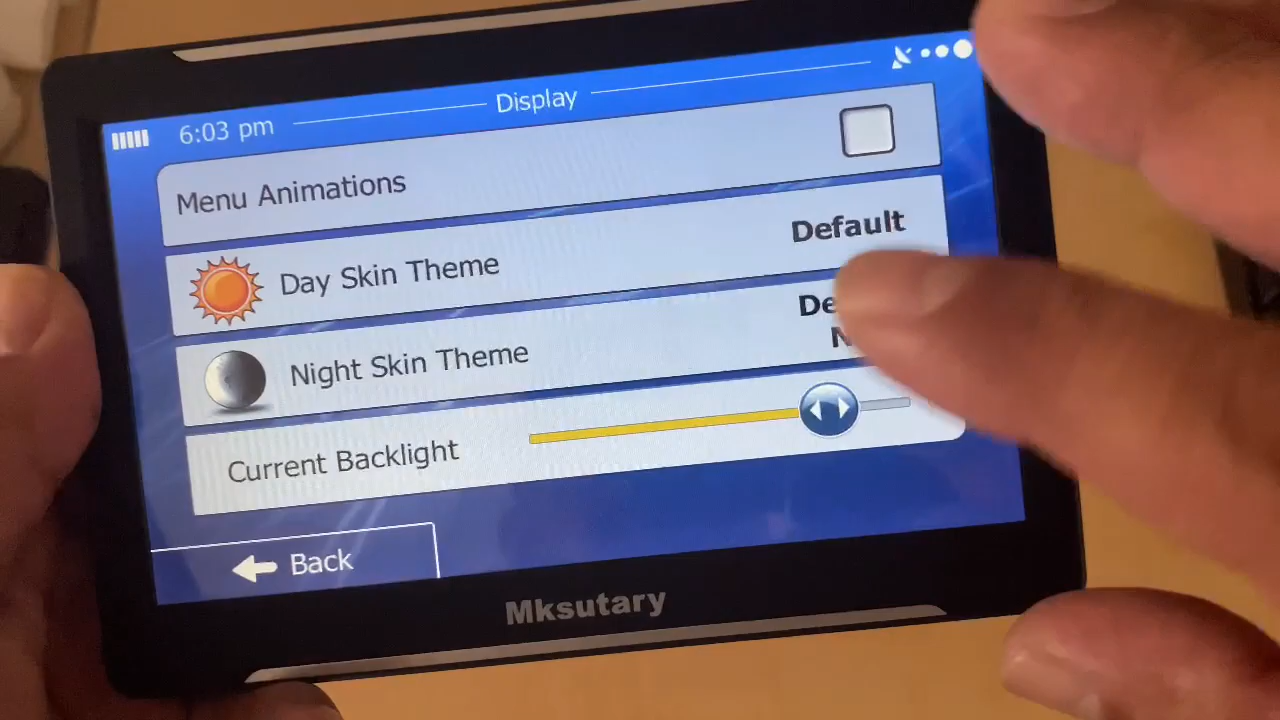 6:03 pm
Display
Menu Animations
Day Skin Theme
Default
Night Skin Theme
Current Backlight
Back
Mksutary